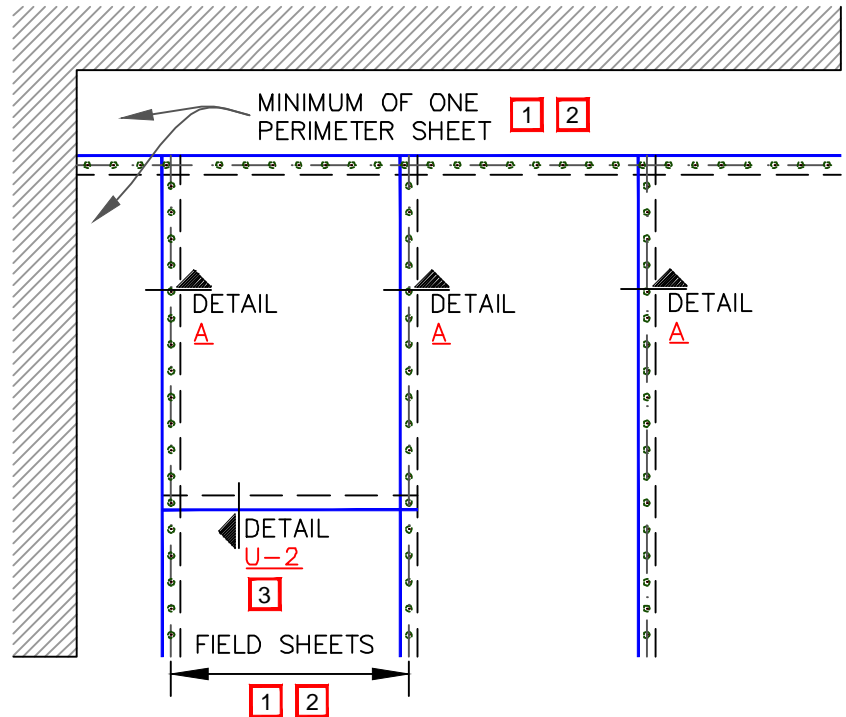 MINIMUM OF ONE 1 2
PERIMETER SHEET
DETAIL DETAIL DETAIL
A A A
DETAIL
U-2
3
FIELD SHEETS
1 2